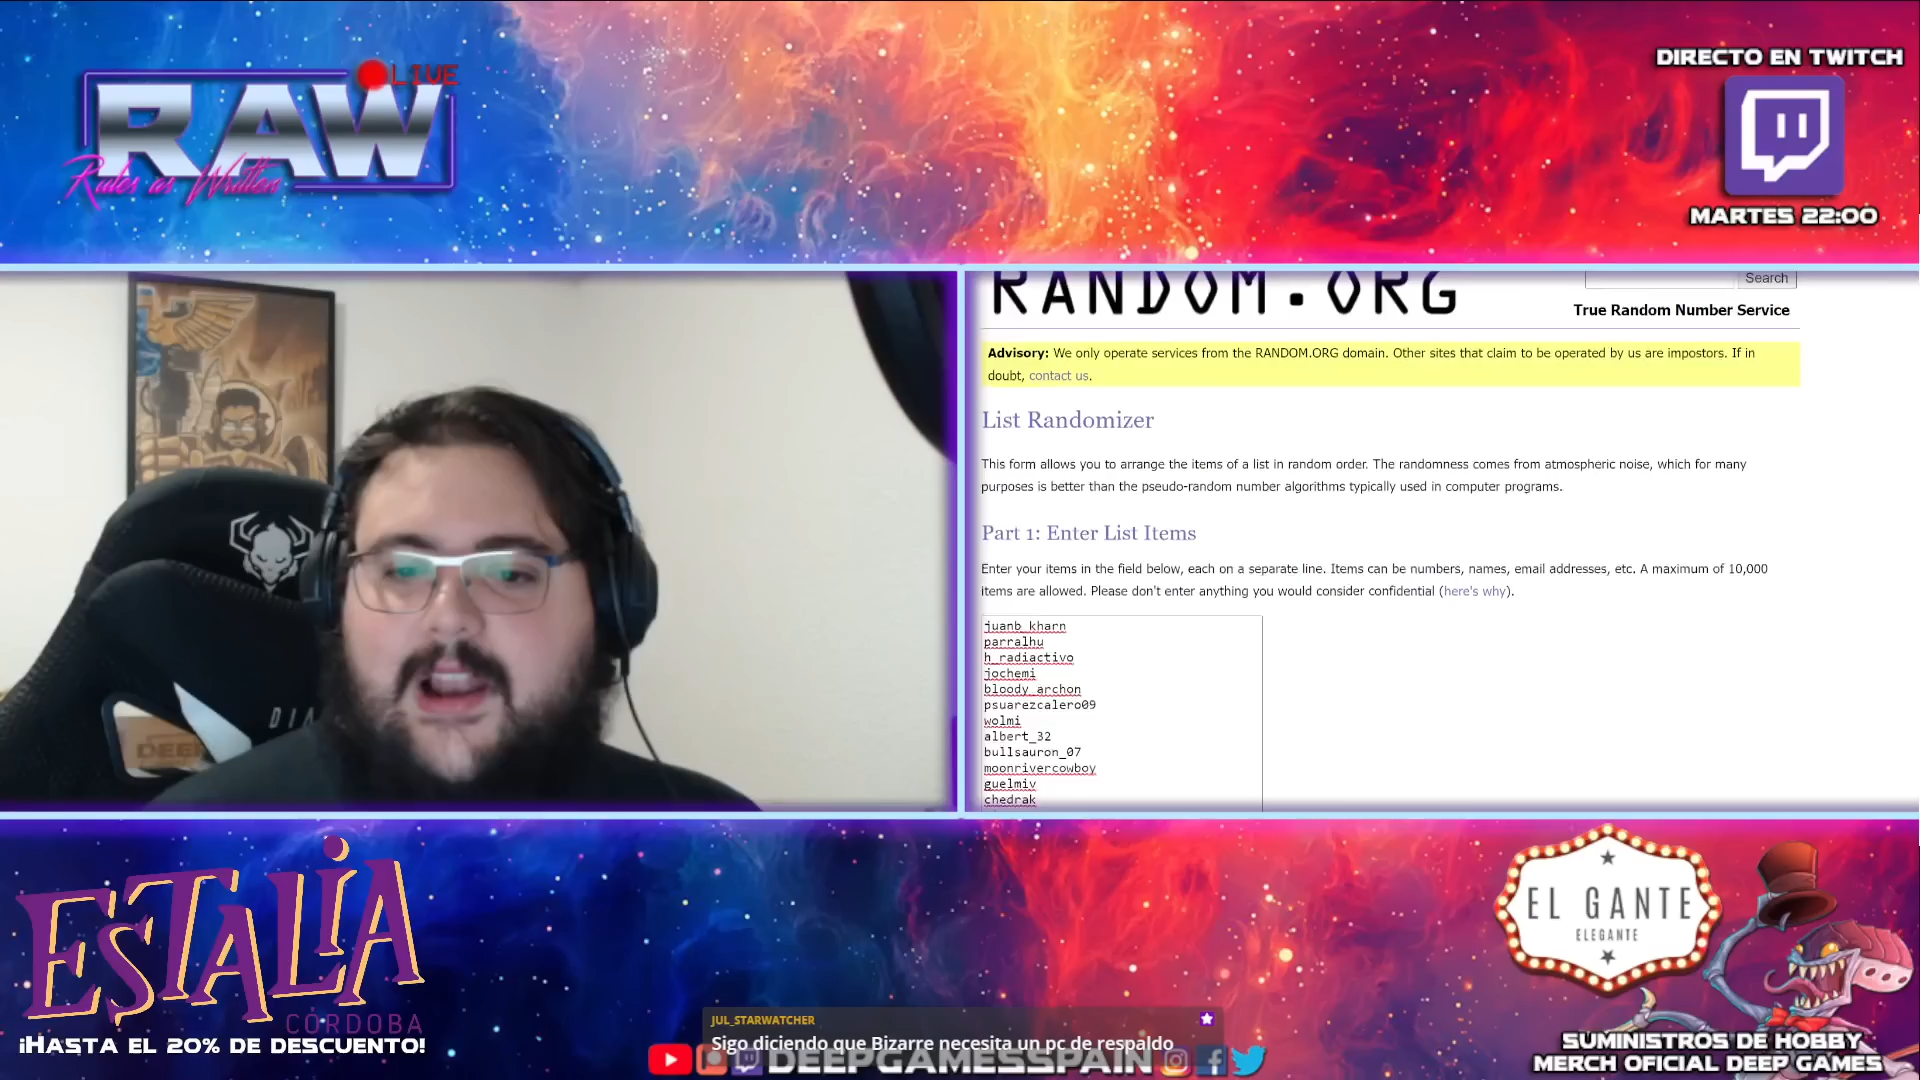 LIVE
RAW
Rules as Written
DIRECTO EN TWITCH
MARTES 22:00
RANDOM.ORG
Search
True Random Number Service
Advisory: We only operate services from the RANDOM.ORG domain. Other sites that claim to be operated by us are impostors. If in
doubt, contact us.
List Randomizer
This form allows you to arrange the items of a list in random order. The randomness comes from atmospheric noise, which for many
purposes is better than the pseudo-random number algorithms typically used in computer programs.
Part 1: Enter List Items
Enter your items in the field below, each on a separate line. Items can be numbers, names, email addresses, etc. A maximum of 10,000
items are allowed. Please don't enter anything you would consider confidential (here's why).
juanb_kharn
parralhu
h_radiactivo
jochemi
bloody_archon
psuarezcalero09
wolmi
albert_32
bullsauron_07
moonrivercowboy
guelmiv
chedrak
DIA
DEEP
ESTALIA
CÓRDOBA
¡HASTA EL 20% DE DESCUENTO!
JUL_STARWATCHER
Sigo diciendo que Bizarre necesita un pc de respaldo
DEEPGAMESSPAIN
EL GANTE
ELEGANTE
SUMINISTROS DE HOBBY
MERCH OFICIAL DEEP GAMES